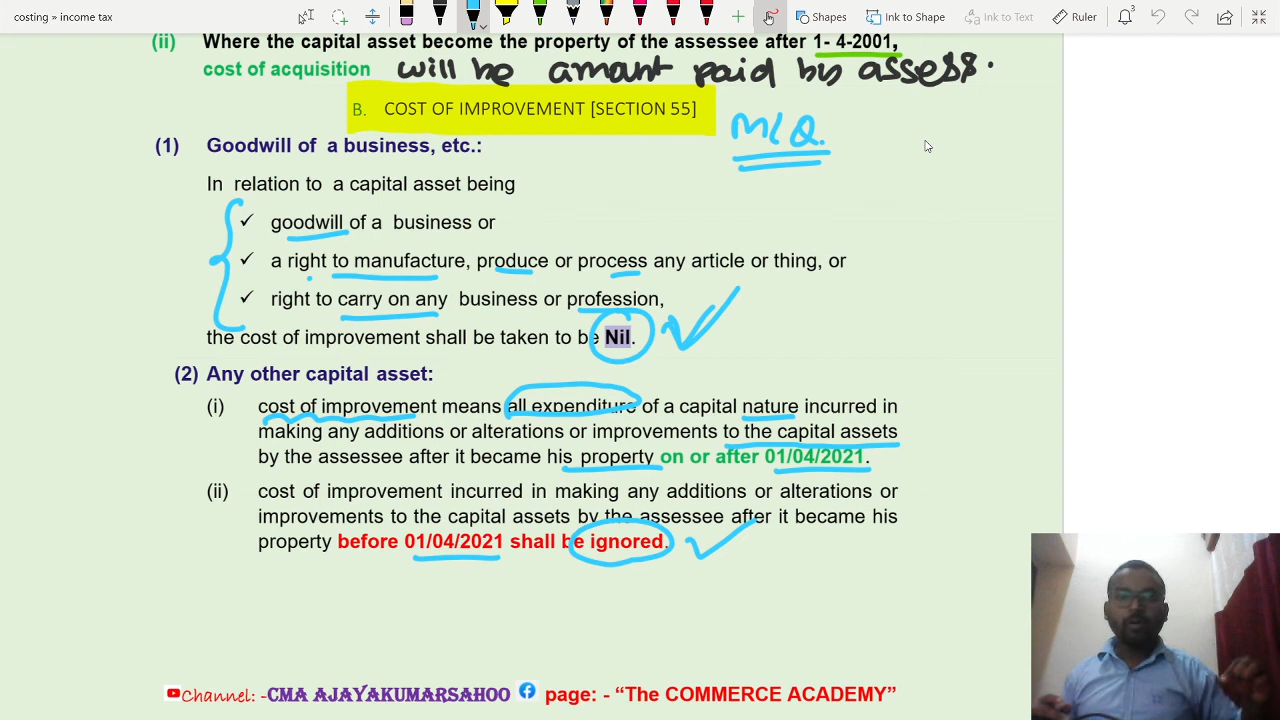 costing » income tax
Shapes
Ink to Shape
Ink to Text
Ruler
3
(ii) Where the capital asset become the property of the assessee after 1- 4-2001,
cost of acquisition will be amant paid by assess.
B. COST OF IMPROVEMENT [SECTION 55]
MCQ.
(1) Goodwill of a business, etc.:
In relation to a capital asset being
✓ goodwill of a business or
✓ a right to manufacture, produce or process any article or thing, or
✓ right to carry on any business or profession,
the cost of improvement shall be taken to be Nil.
(2) Any other capital asset:
(i) cost of improvement means all expenditure of a capital nature incurred in
making any additions or alterations or improvements to the capital assets
by the assessee after it became his property on or after 01/04/2021.
(ii) cost of improvement incurred in making any additions or alterations or
improvements to the capital assets by the assessee after it became his
property before 01/04/2021 shall be ignored.
Channel: -CMA AJAYAKUMARSAHOO page: - “The COMMERCE ACADEMY”